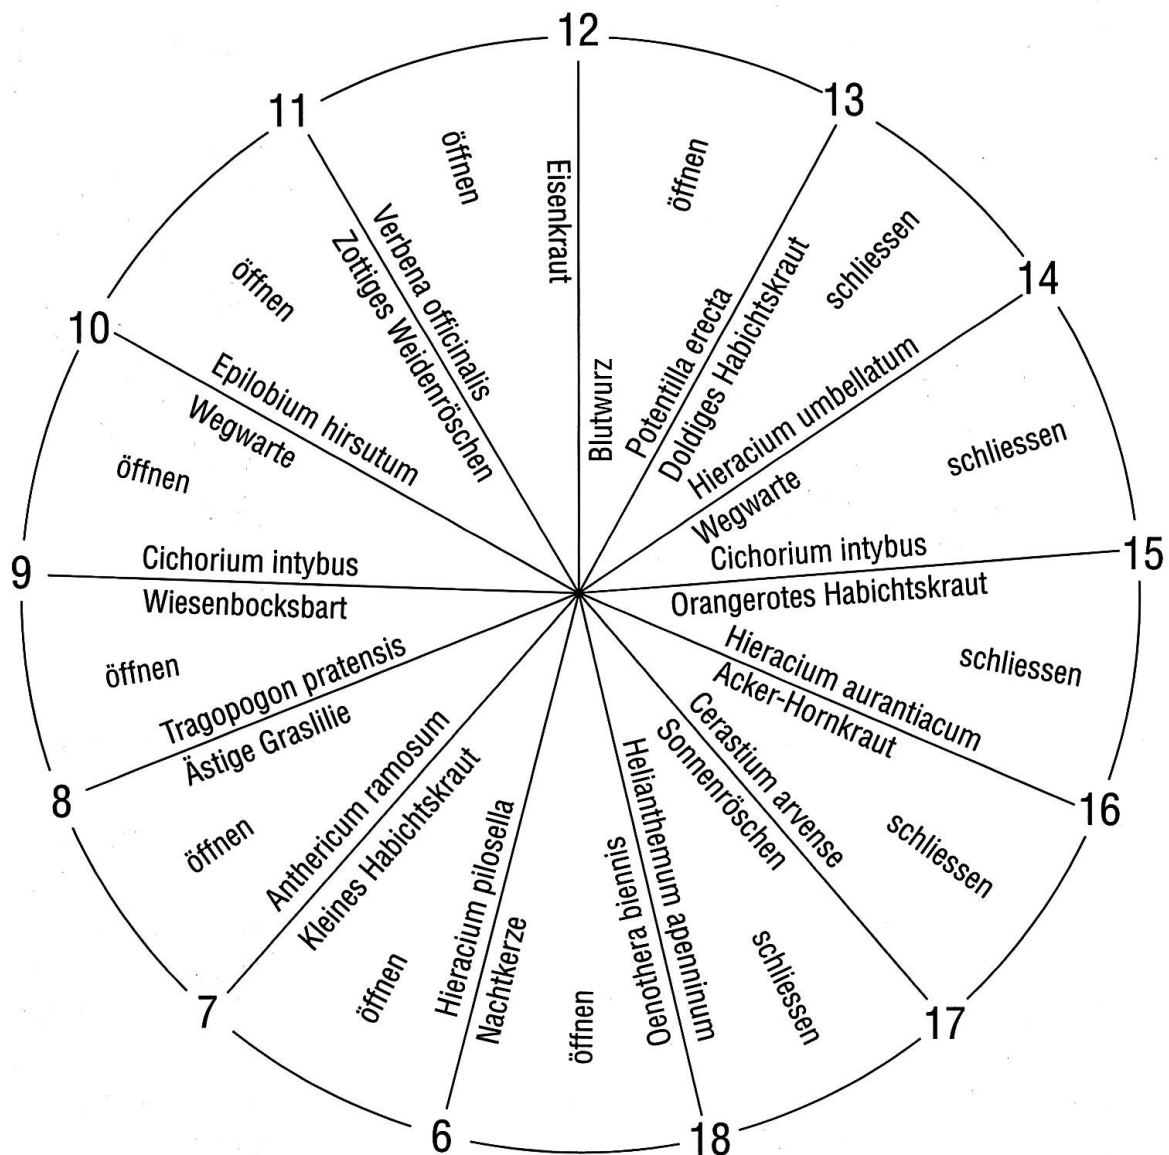 12
13
14
15
16
17
18
6
7
8
9
10
11
Eisenkraut
öffnen
Verbena officinalis
Blutwurz
öffnen
Potentilla erecta
Doldiges Habichtskraut
schliessen
Hieracium umbellatum
Wegwarte
schliessen
Cichorium intybus
Orangerotes Habichtskraut
schliessen
Hieracium aurantiacum
Acker-Hornkraut
schliessen
Cerastium arvense
Sonnenröschen
schliessen
Helianthemum apenninum
Nachtkerze
öffnen
Oenothera biennis
Kleines Habichtskraut
öffnen
Hieracium pilosella
Ästige Graslilie
öffnen
Anthericum ramosum
Wiesenbocksbart
öffnen
Tragopogon pratensis
Wegwarte
öffnen
Cichorium intybus
Zottiges Weidenröschen
öffnen
Epilobium hirsutum